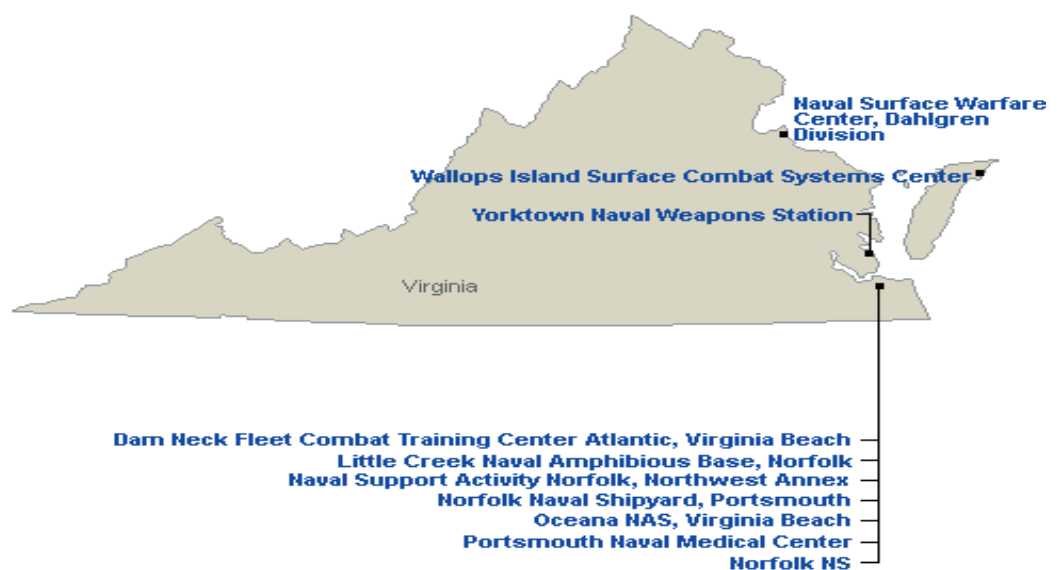 Naval Surface Warfare
Center, Dahlgren
Division
Wallops Island Surface Combat Systems Center
Yorktown Naval Weapons Station
Virginia
Dam Neck Fleet Combat Training Center Atlantic, Virginia Beach
Little Creek Naval Amphibious Base, Norfolk
Naval Support Activity Norfolk, Northwest Annex
Norfolk Naval Shipyard, Portsmouth
Oceana NAS, Virginia Beach
Portsmouth Naval Medical Center
Norfolk NS